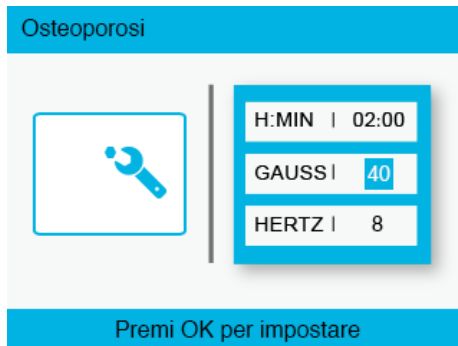 Osteoporosi
H:MIN | 02:00
GAUSS | 40
HERTZ | 8
Premi OK per impostare